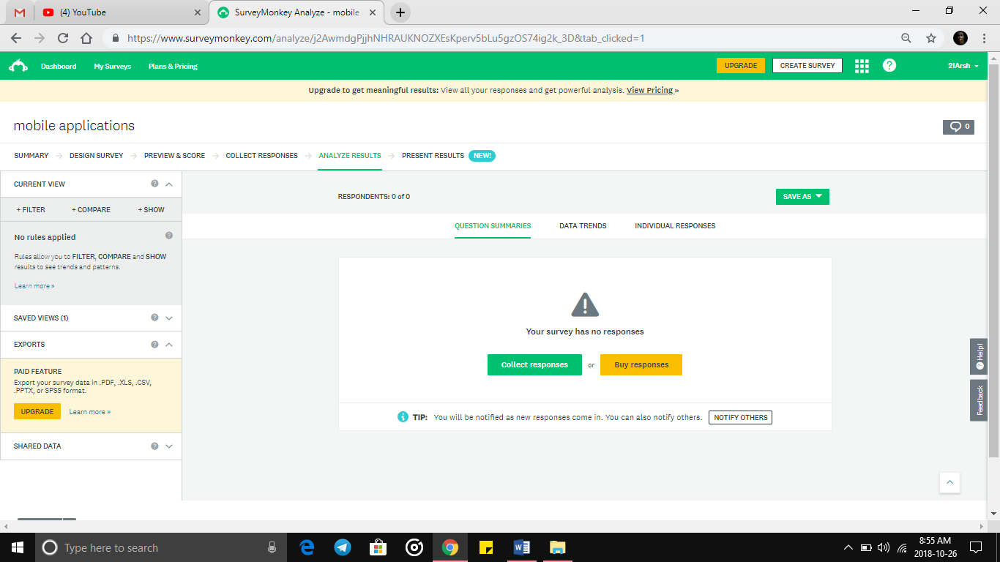 (4) YouTube
SurveyMonkey Analyze - mobile
https://www.surveymonkey.com/analyze/j2AwmdgPjjhNHRAUKNOZXEsKperv5bLu5gzOS74ig2k_3D&tab_clicked=1
Dashboard My Surveys Plans & Pricing UPGRADE CREATE SURVEY ? 21Arsh
Upgrade to get meaningful results: View all your responses and get powerful analysis. View Pricing »
mobile applications
0
SUMMARY DESIGN SURVEY PREVIEW & SCORE COLLECT RESPONSES ANALYZE RESULTS PRESENT RESULTS NEW!
CURRENT VIEW ?
+ FILTER + COMPARE + SHOW
No rules applied ?
Rules allow you to FILTER, COMPARE and SHOW
results to see trends and patterns.
Learn more »
SAVED VIEWS (1) ?
EXPORTS ?
PAID FEATURE
Export your survey data in .PDF, .XLS, .CSV,
.PPTX, or SPSS format.
UPGRADE Learn more »
SHARED DATA ?
RESPONDENTS: 0 of 0
SAVE AS
QUESTION SUMMARIES DATA TRENDS INDIVIDUAL RESPONSES
Your survey has no responses
Collect responses or Buy responses
TIP: You will be notified as new responses come in. You can also notify others. NOTIFY OTHERS
? Help!
Feedback
Type here to search
8:55 AM
2018-10-26